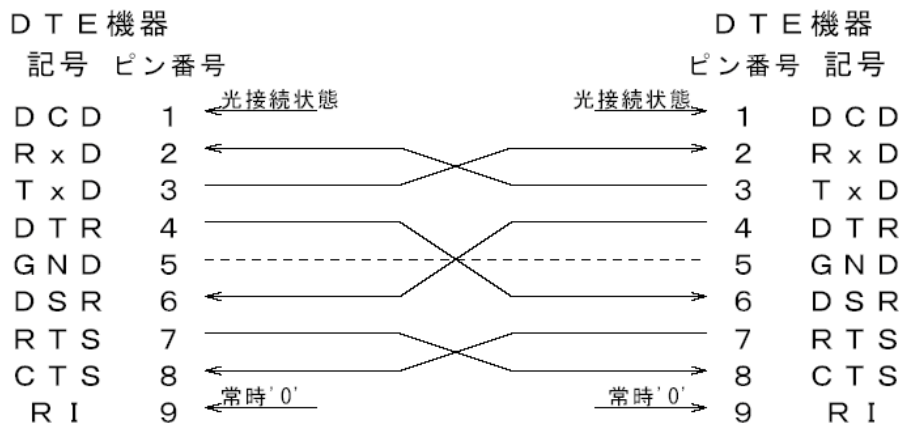 DTE機器 DTE機器
記号 ピン番号 ピン番号 記号
DCD 1 光接続状態 光接続状態 1 DCD
RxD 2 2 RxD
TxD 3 3 TxD
DTR 4 4 DTR
GND 5 5 GND
DSR 6 6 DSR
RTS 7 7 RTS
CTS 8 8 CTS
RI 9 常時'0' 常時'0' 9 RI